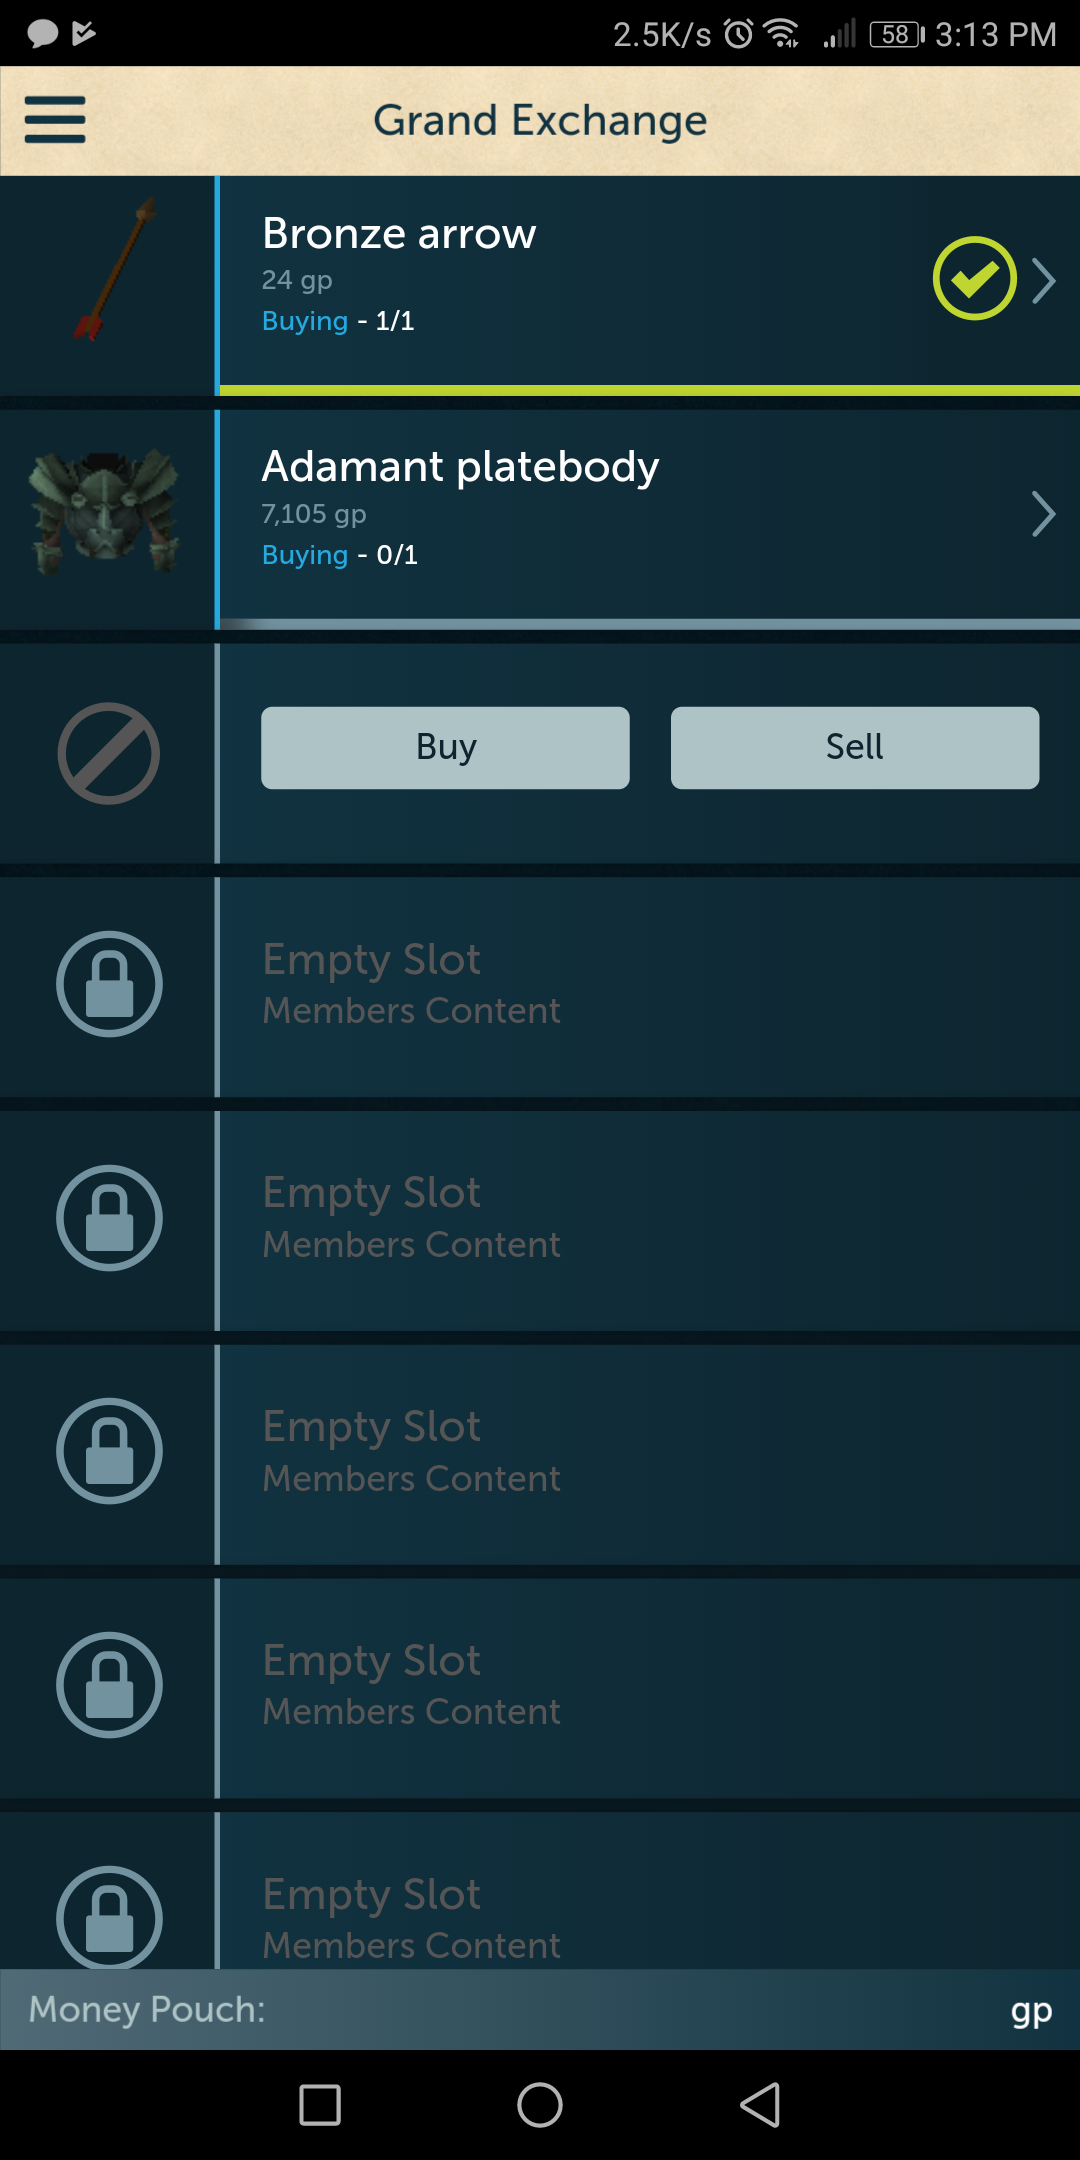 2.5K/s 58 3:13 PM
Grand Exchange
Bronze arrow
24 gp
Buying - 1/1
Adamant platebody
7,105 gp
Buying - 0/1
Buy Sell
Empty Slot
Members Content
Empty Slot
Members Content
Empty Slot
Members Content
Empty Slot
Members Content
Empty Slot
Members Content
Money Pouch: gp